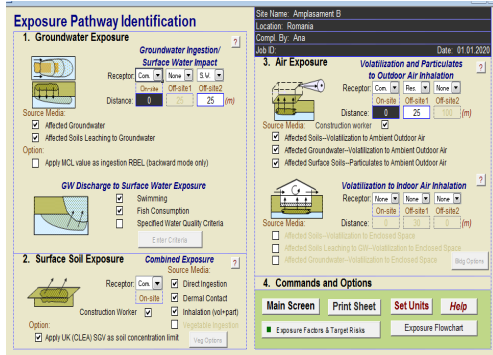 Exposure Pathway Identification
Site Name: Amplasament B
Location: Romania
Compl. By: Ana
Job ID:
Date: 01.01.2020
1. Groundwater Exposure
?
Groundwater Ingestion/
Surface Water Impact
Receptor: Com. None S.W.
On-site Off-site1 Off-site2
Distance: 0 25 25 (m)
Source Media:
Affected Groundwater
Affected Soils Leaching to Groundwater
Option:
Apply MCL value as ingestion RBEL (backward mode only)
GW Discharge to Surface Water Exposure
Swimming
Fish Consumption
Specified Water Quality Criteria
Enter Criteria
2. Surface Soil Exposure
Combined Exposure
?
Source Media:
Receptor: Com. Direct Ingestion
On-site Dermal Contact
Construction Worker Inhalation (vol+part)
Option: Vegetable Ingestion
Apply UK (CLEA) SGV as soil concentration limit
Veg Options
3. Air Exposure
Volatilization and Particulates
to Outdoor Air Inhalation
?
Receptor: Com. Res. None
On-site Off-site1 Off-site2
Distance: 0 25 100 (m)
Source Media: Construction worker
Affected Soils--Volatilization to Ambient Outdoor Air
Affected Groundwater--Volatilization to Ambient Outdoor Air
Affected Surface Soils--Particulates to Ambient Outdoor Air
?
Volatilization to Indoor Air Inhalation
Receptor: None None None
On-site Off-site1 Off-site2
Distance: 0 30 0 (m)
Source Media:
Affected Soils--Volatilization to Enclosed Space
Affected Soils Leaching to GW--Volatilization to Enclosed Space
Affected Groundwater--Volatilization to Enclosed Space
Bldg Options
4. Commands and Options
Main Screen
Print Sheet
Set Units
Help
Exposure Factors & Target Risks
Exposure Flowchart